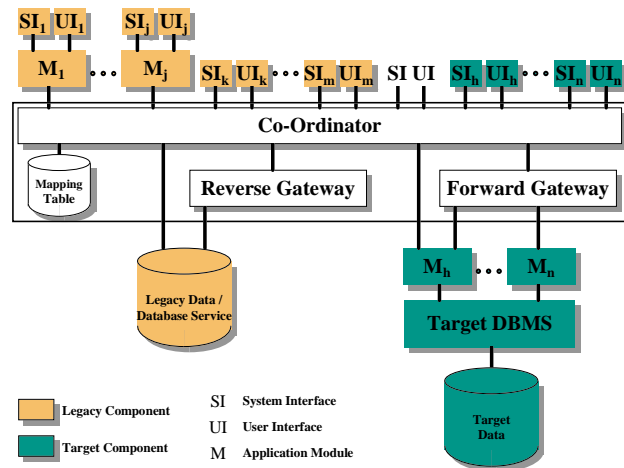 SI₁ UI₁ SIⱼ UIⱼ
M₁ Mⱼ SIₖ UIₖ SIₘ UIₘ SI UI SIₕ UIₕ SIₙ UIₙ
Co-Ordinator
Mapping
Table
Reverse Gateway
Forward Gateway
Mₕ Mₙ
Legacy Data /
Database Service
Target DBMS
Target
Data
Legacy Component
Target Component
SI System Interface
UI User Interface
M Application Module